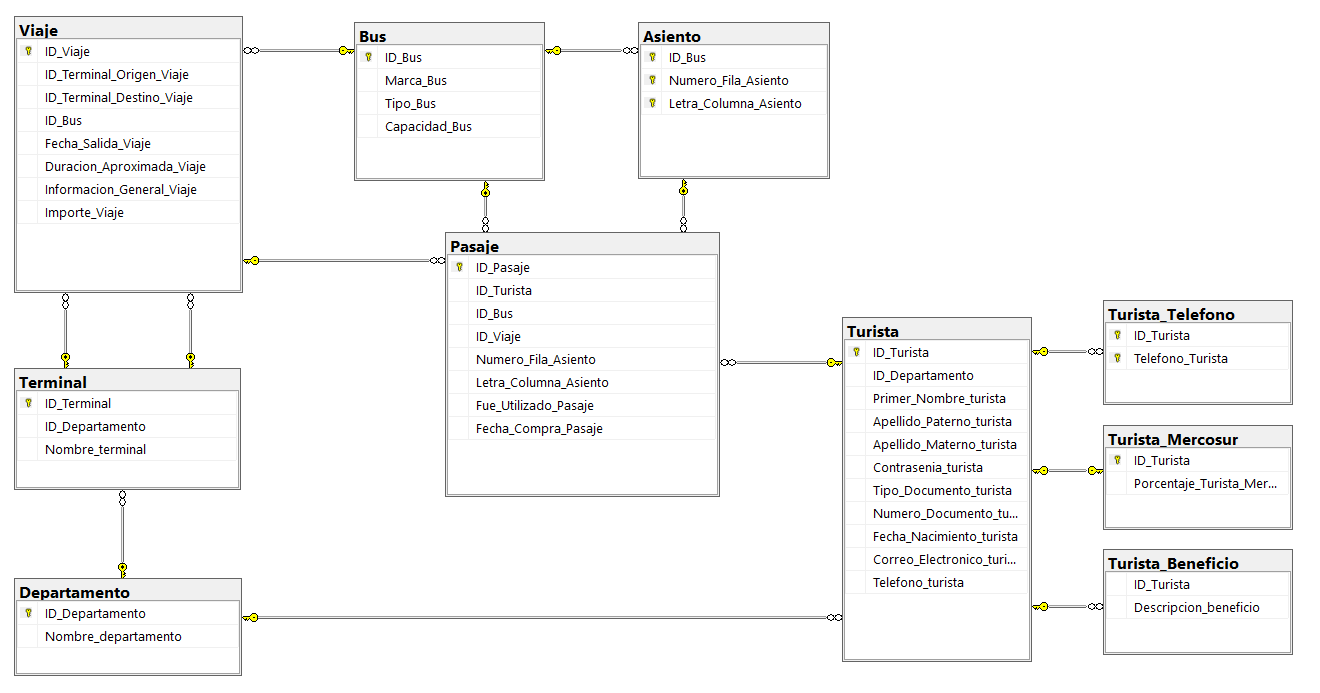 Viaje
ID_Viaje
ID_Terminal_Origen_Viaje
ID_Terminal_Destino_Viaje
ID_Bus
Fecha_Salida_Viaje
Duracion_Aproximada_Viaje
Informacion_General_Viaje
Importe_Viaje
Bus
ID_Bus
Marca_Bus
Tipo_Bus
Capacidad_Bus
Asiento
ID_Bus
Numero_Fila_Asiento
Letra_Columna_Asiento
Pasaje
ID_Pasaje
ID_Turista
ID_Bus
ID_Viaje
Numero_Fila_Asiento
Letra_Columna_Asiento
Fue_Utilizado_Pasaje
Fecha_Compra_Pasaje
Terminal
ID_Terminal
ID_Departamento
Nombre_terminal
Departamento
ID_Departamento
Nombre_departamento
Turista
ID_Turista
ID_Departamento
Primer_Nombre_turista
Apellido_Paterno_turista
Apellido_Materno_turista
Contrasenia_turista
Tipo_Documento_turista
Numero_Documento_tu...
Fecha_Nacimiento_turista
Correo_Electronico_turi...
Telefono_turista
Turista_Telefono
ID_Turista
Telefono_Turista
Turista_Mercosur
ID_Turista
Porcentaje_Turista_Mer...
Turista_Beneficio
ID_Turista
Descripcion_beneficio